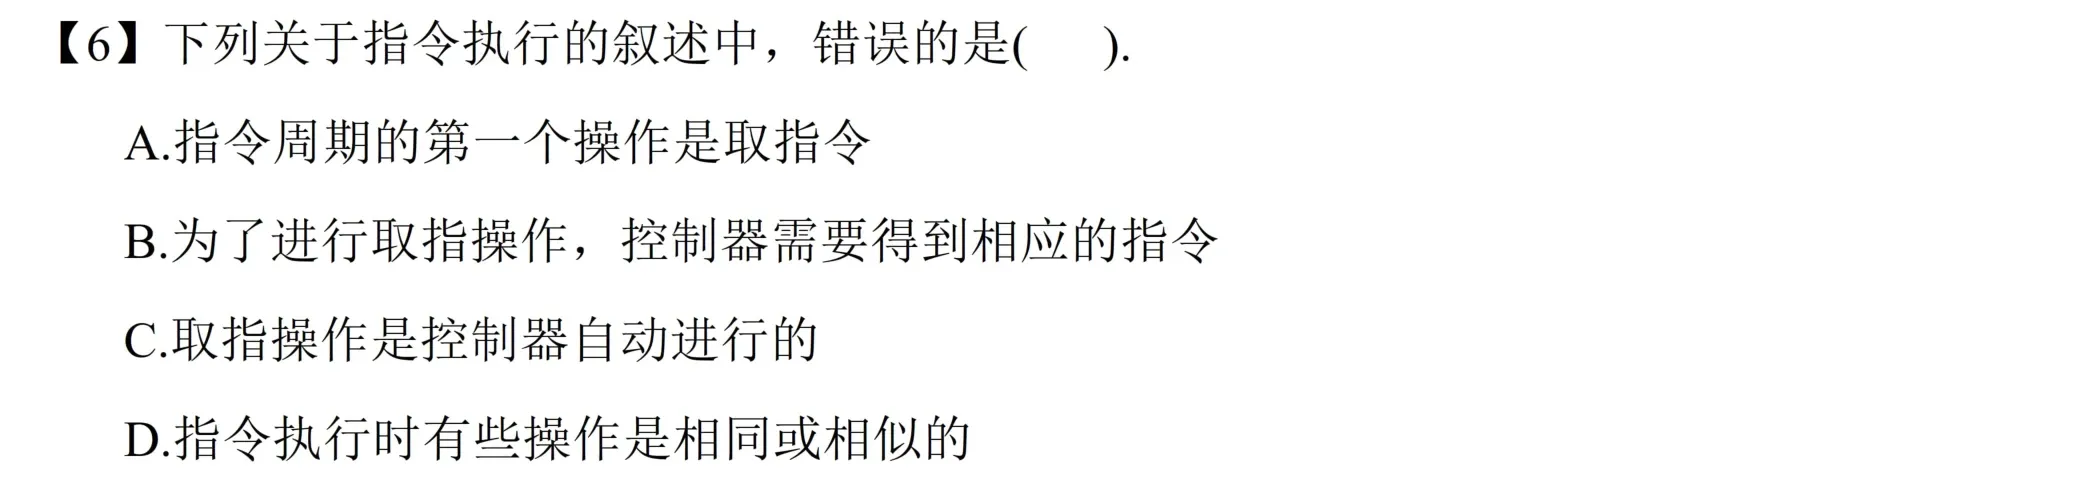 【6】下列关于指令执行的叙述中，错误的是(    ).
A.指令周期的第一个操作是取指令
B.为了进行取指操作，控制器需要得到相应的指令
C.取指操作是控制器自动进行的
D.指令执行时有些操作是相同或相似的